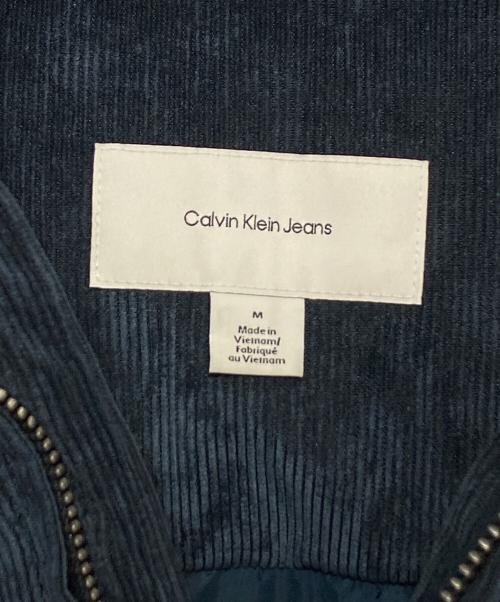 Calvin Klein Jeans
M
Made in
Vietnam/
Fabriqué
au Vietnam